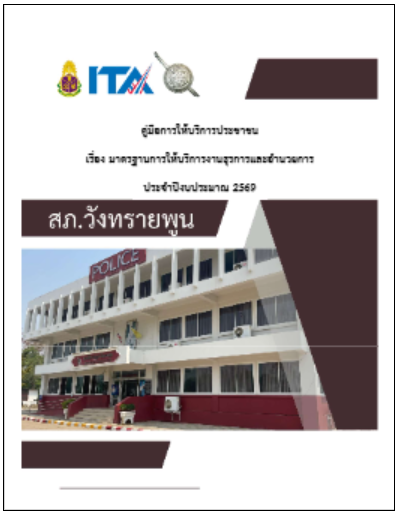 ITA
คู่มือการให้บริการประชาชน
เรื่อง มาตรฐานการให้บริการงานธุรการและอำนวยการ
ประจำปีงบประมาณ 2569
สภ.วังทรายพูน
POLICE